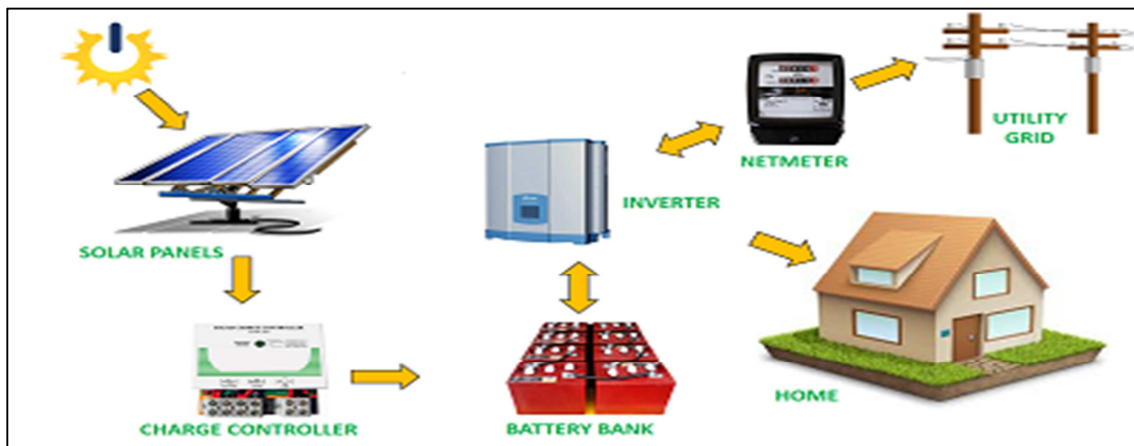 UTILITY
GRID
NETMETER
INVERTER
SOLAR PANELS
HOME
CHARGE CONTROLLER
BATTERY BANK